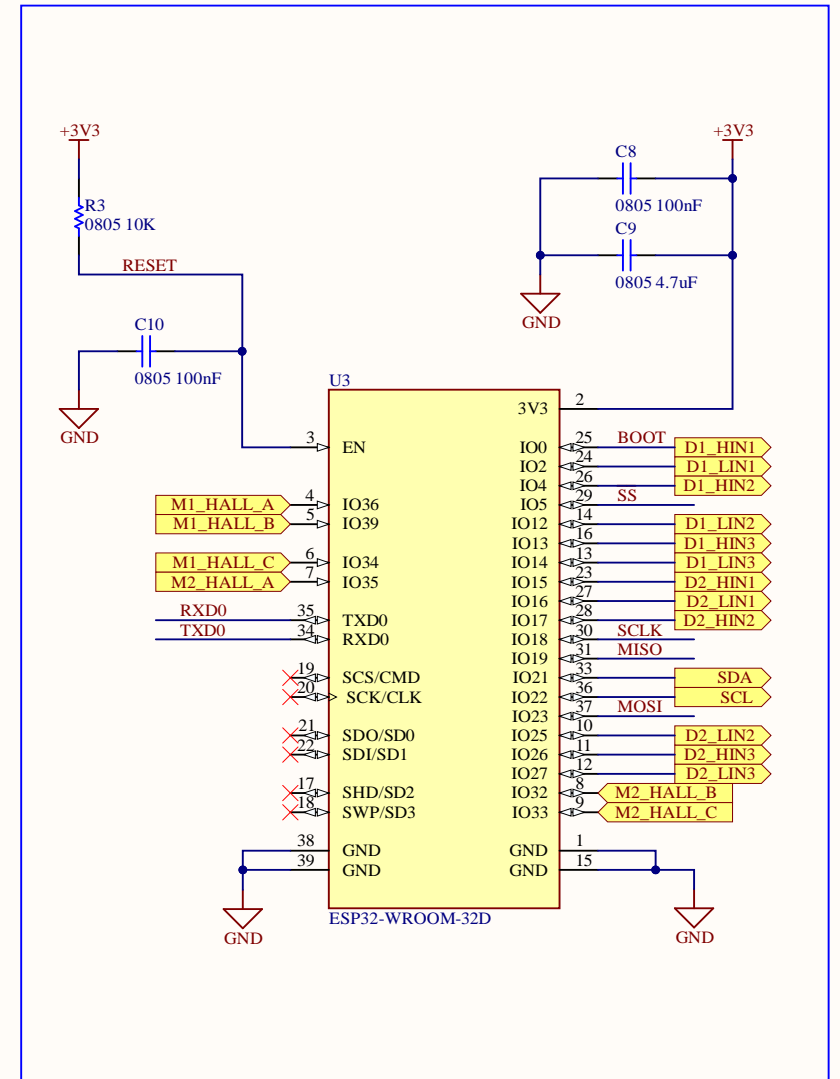 +3V3
R3
0805 10K
RESET
C10
0805 100nF
GND
+3V3
C8
0805 100nF
C9
0805 4.7uF
GND
U3
3V3 2
3 EN
IO0 25 BOOT D1_HIN1
IO2 24 D1_LIN1
IO4 26 D1_HIN2
IO5 29 SS
M1_HALL_A 4 IO36
M1_HALL_B 5 IO39
IO12 14 D1_LIN2
IO13 16 D1_HIN3
M1_HALL_C 6 IO34
IO14 13 D1_LIN3
M2_HALL_A 7 IO35
IO15 23 D2_HIN1
IO16 27 D2_LIN1
RXD0 35 TXD0
IO17 28 D2_HIN2
TXD0 34 RXD0
IO18 30 SCLK
IO19 31 MISO
19 SCS/CMD
IO21 33 SDA
20 SCK/CLK
IO22 36 SCL
IO23 37 MOSI
21 SDO/SD0
IO25 10 D2_LIN2
22 SDI/SD1
IO26 11 D2_HIN3
IO27 12 D2_LIN3
17 SHD/SD2
IO32 8 M2_HALL_B
18 SWP/SD3
IO33 9 M2_HALL_C
38 GND
GND 1
39 GND
GND 15
ESP32-WROOM-32D
GND
GND